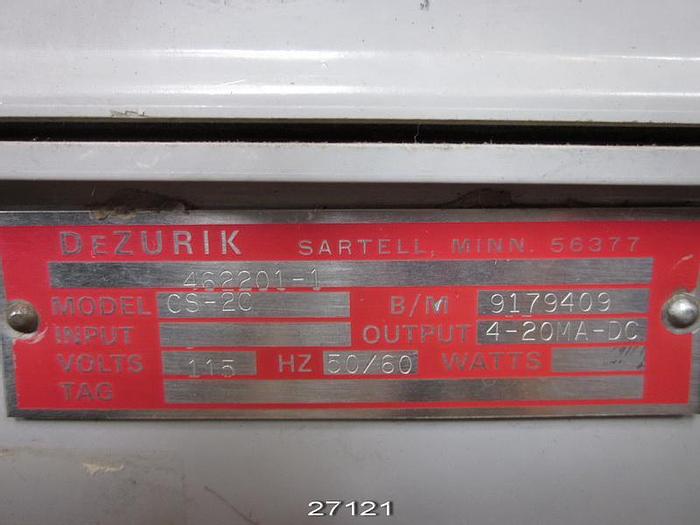 DEZURIK SARTELL, MINN. 56377
462201-1
MODEL CS-2C B/M 9179409
INPUT OUTPUT 4-20MA-DC
VOLTS 115 HZ 50/60 WATTS
TAG
27121